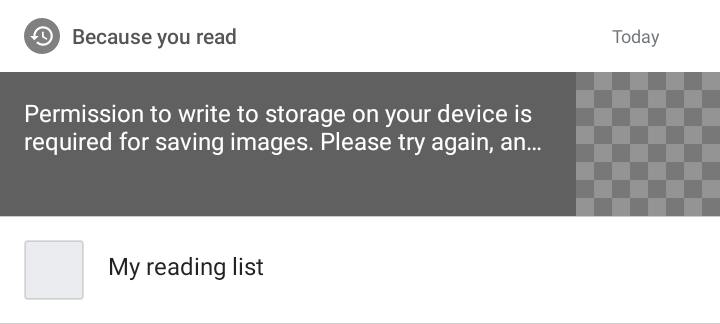 Because you read
Today
Permission to write to storage on your device is
required for saving images. Please try again, an…
My reading list